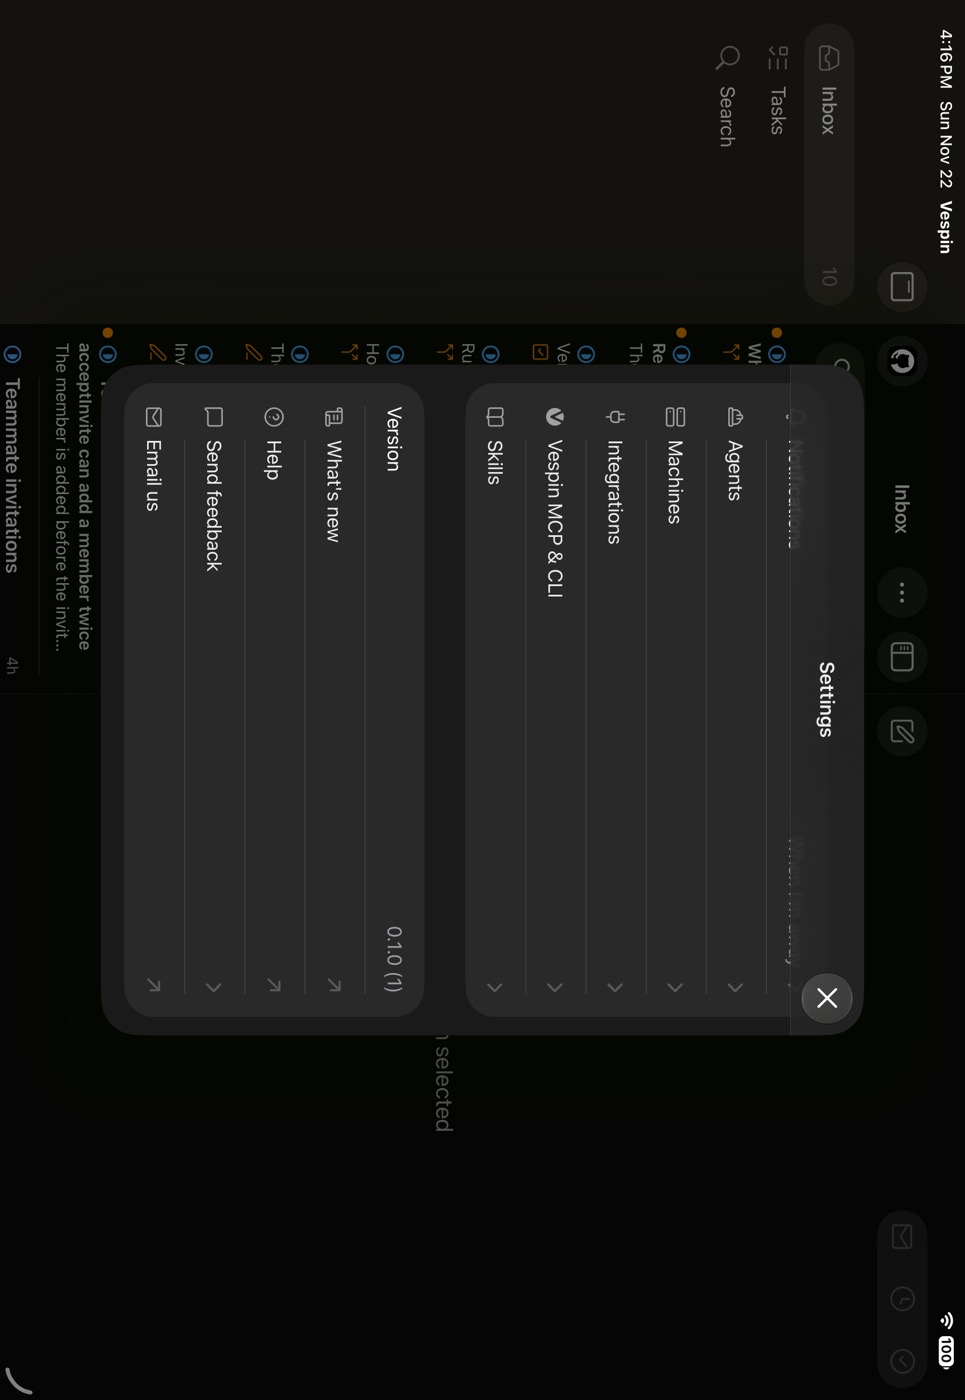 4:16 PM Sun Nov 22 Vespin
100
Inbox
Inbox 10
Tasks
Search
Settings
Notifications When I'm away
Agents
Machines
Integrations
Vespin MCP & CLI
Skills
selected
Version 0.1.0 (1)
What's new
Help
Send feedback
Email us
acceptInvite can add a member twice
The member is added before the invit...
Teammate invitations 4h